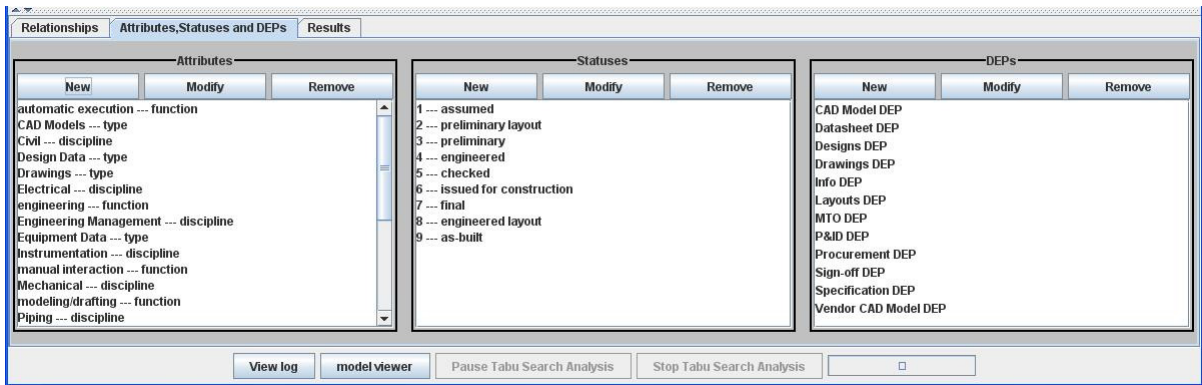 Relationships Attributes,Statuses and DEPs Results
Attributes
New Modify Remove
automatic execution --- function
CAD Models --- type
Civil --- discipline
Design Data --- type
Drawings --- type
Electrical --- discipline
engineering --- function
Engineering Management --- discipline
Equipment Data --- type
Instrumentation --- discipline
manual interaction --- function
Mechanical --- discipline
modeling/drafting --- function
Piping --- discipline
Statuses
New Modify Remove
1 --- assumed
2 --- preliminary layout
3 --- preliminary
4 --- engineered
5 --- checked
6 --- issued for construction
7 --- final
8 --- engineered layout
9 --- as-built
DEPs
New Modify Remove
CAD Model DEP
Datasheet DEP
Designs DEP
Drawings DEP
Info DEP
Layouts DEP
MTO DEP
P&ID DEP
Procurement DEP
Sign-off DEP
Specification DEP
Vendor CAD Model DEP
View log model viewer Pause Tabu Search Analysis Stop Tabu Search Analysis